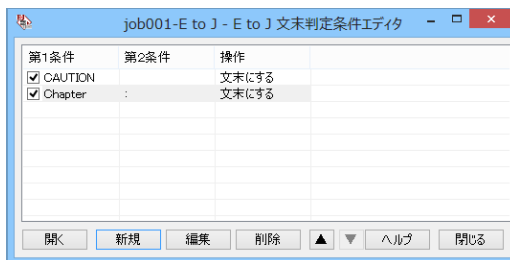 job001-E to J - E to J 文末判定条件エディタ
第1条件 第2条件 操作
CAUTION 文末にする
Chapter : 文末にする
開く 新規 編集 削除 ▲ ▼ ヘルプ 閉じる